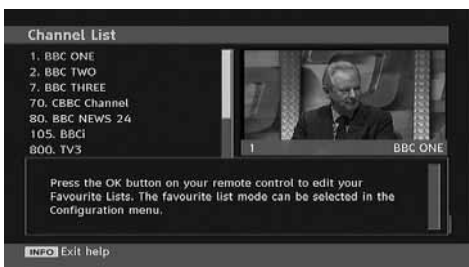 Channel List
1. BBC ONE
2. BBC TWO
7. BBC THREE
70. CBBC Channel
80. BBC NEWS 24
105. BBCi
800. TV3
1 BBC ONE
Press the OK button on your remote control to edit your
Favourite Lists. The favourite list mode can be selected in the
Configuration menu.
INFO Exit help